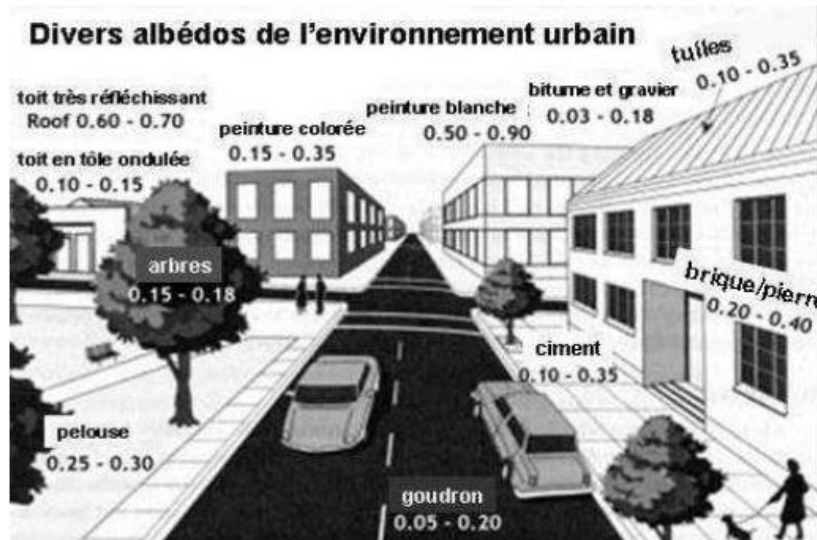 Divers albédos de l'environnement urbain
toit très réfléchissant
Roof 0.60 - 0.70
toit en tôle ondulée
0.10 - 0.15
peinture colorée
0.15 - 0.35
peinture blanche
0.50 - 0.90
bitume et gravier
0.03 - 0.18
tuiles
0.10 - 0.35
arbres
0.15 - 0.18
brique/pierre
0.20 - 0.40
ciment
0.10 - 0.35
pelouse
0.25 - 0.30
goudron
0.05 - 0.20